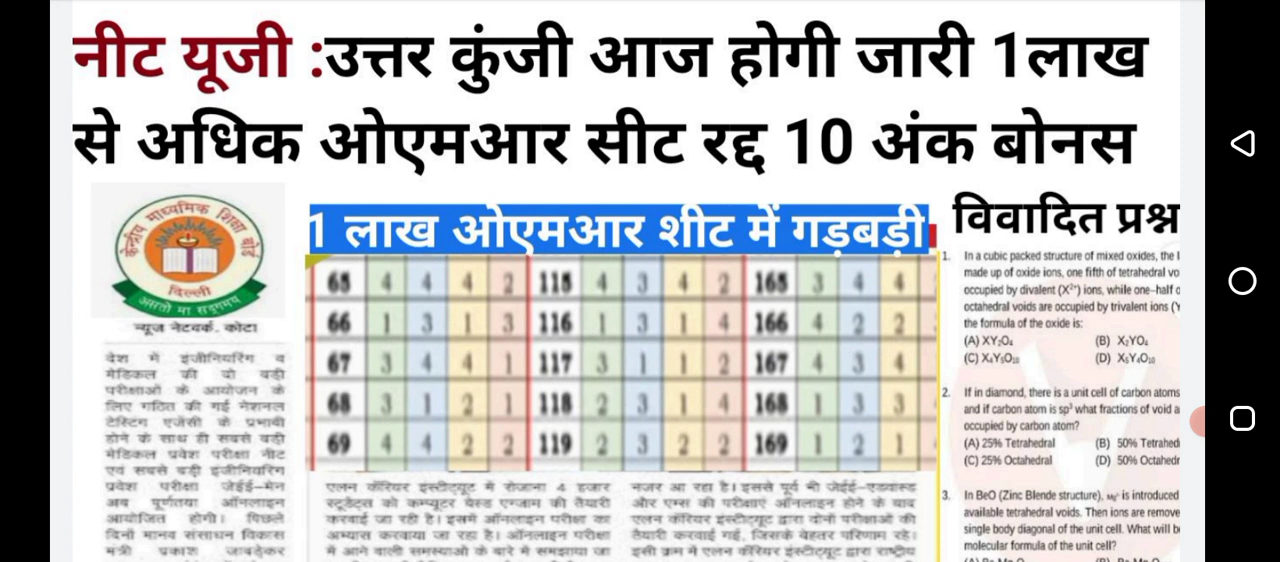 नीट यूजी :उत्तर कुंजी आज होगी जारी 1लाख
से अधिक ओएमआर सीट रद्द 10 अंक बोनस
केन्द्रीय माध्यमिक शिक्षा बोर्ड
दिल्ली
असतो मा सद्गमय
न्यूज नेटवर्क. कोटा
देश में इंजीनियरिंग व
मेडिकल की दो बड़ी
परीक्षाओं के आयोजन के
लिए गठित की गई नेशनल
टेस्टिंग एजेंसी के प्रभावी
होने के साथ ही सबसे बड़ी
मेडिकल प्रवेश परीक्षा नीट
एवं सबसे बड़ी इंजीनियरिंग
प्रवेश परीक्षा जेईई-मेन
अब पूर्णतया ऑनलाइन
आयोजित होगी। पिछले
दिनों मानव संसाधन विकास
मंत्री प्रकाश जावड़ेकर
1 लाख ओएमआर शीट में गड़बड़ी
65 4 4 4 2 115 4 3 4 2 165 3 4 4
66 1 3 1 3 116 1 3 1 4 166 4 2 2
67 3 4 4 1 117 3 1 1 2 167 4 3 4
68 3 1 2 1 118 2 3 1 4 168 1 3 3
69 4 4 2 2 119 2 3 2 2 169 1 2 1
एलन कॅरियर इंस्टीट्यूट में रोजाना 4 हजार
स्टूडेंट्स को कम्प्यूटर बेस्ड एग्जाम की तैयारी
करवाई जा रही है। इसमें ऑनलाइन परीक्षा का
अभ्यास करवाया जा रहा है। ऑनलाइन परीक्षा
में आने वाली समस्याओं के बारे में समझाया जा
नजर आ रहा है। इससे पूर्व भी जेईई-एडवांस्ड
और एम्स की परीक्षाएं ऑनलाइन होने के बाद
एलन कॅरियर इंस्टीट्यूट द्वारा दोनों परीक्षाओं की
तैयारी करवाई गई, जिसके बेहतर परिणाम रहे।
इसी क्रम में एलन कॅरियर इंस्टीट्यूट द्वारा राष्ट्रीय
विवादित प्रश्न
1. In a cubic packed structure of mixed oxides, the l
made up of oxide ions, one fifth of tetrahedral vo
occupied by divalent (X²⁺) ions, while one–half o
octahedral voids are occupied by trivalent ions (Y
the formula of the oxide is:
(A) XY₂O₄ (B) X₂YO₄
(C) X₄Y₅O₁₀ (D) X₅Y₄O₁₀
2. If in diamond, there is a unit cell of carbon atoms
and if carbon atom is sp³ what fractions of void a
occupied by carbon atom?
(A) 25% Tetrahedral (B) 50% Tetrahed
(C) 25% Octahedral (D) 50% Octahedr
3. In BeO (Zinc Blende structure), Mg²⁺ is introduced
available tetrahedral voids. Then ions are remove
single body diagonal of the unit cell. What will b
molecular formula of the unit cell?